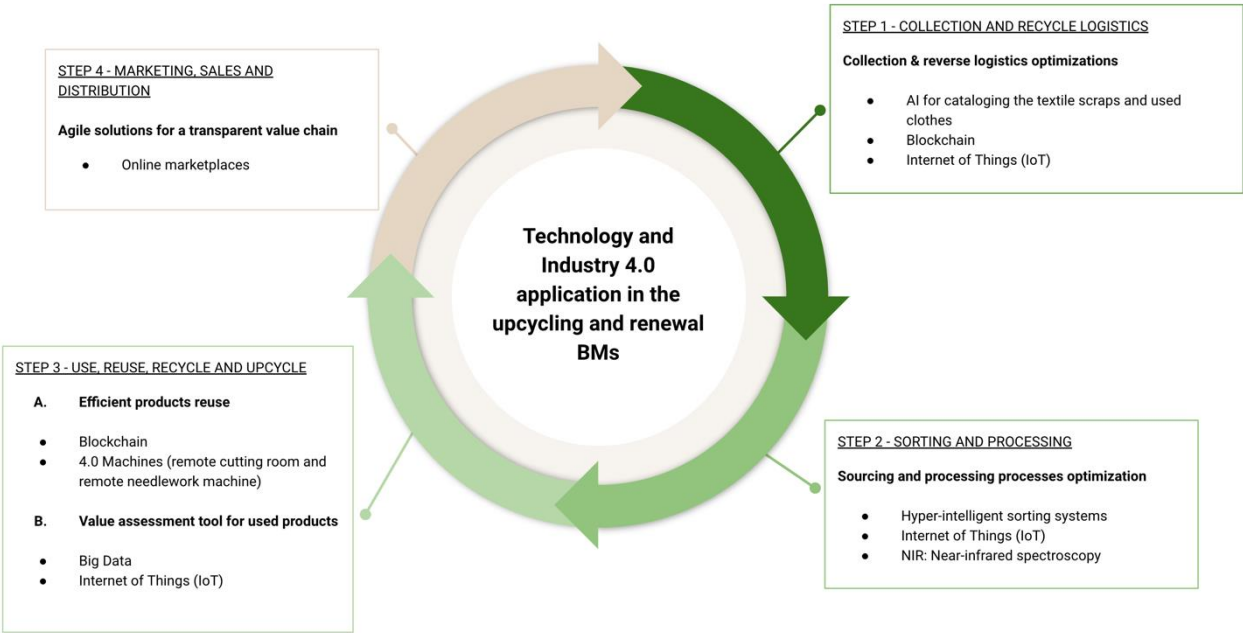 STEP 1 - COLLECTION AND RECYCLE LOGISTICS
Collection & reverse logistics optimizations
● AI for cataloging the textile scraps and used
clothes
● Blockchain
● Internet of Things (IoT)
STEP 4 - MARKETING, SALES AND
DISTRIBUTION
Agile solutions for a transparent value chain
● Online marketplaces
Technology and
Industry 4.0
application in the
upcycling and renewal
BMs
STEP 3 - USE, REUSE, RECYCLE AND UPCYCLE
A. Efficient products reuse
● Blockchain
● 4.0 Machines (remote cutting room and
remote needlework machine)
B. Value assessment tool for used products
● Big Data
● Internet of Things (IoT)
STEP 2 - SORTING AND PROCESSING
Sourcing and processing processes optimization
● Hyper-intelligent sorting systems
● Internet of Things (IoT)
● NIR: Near-infrared spectroscopy